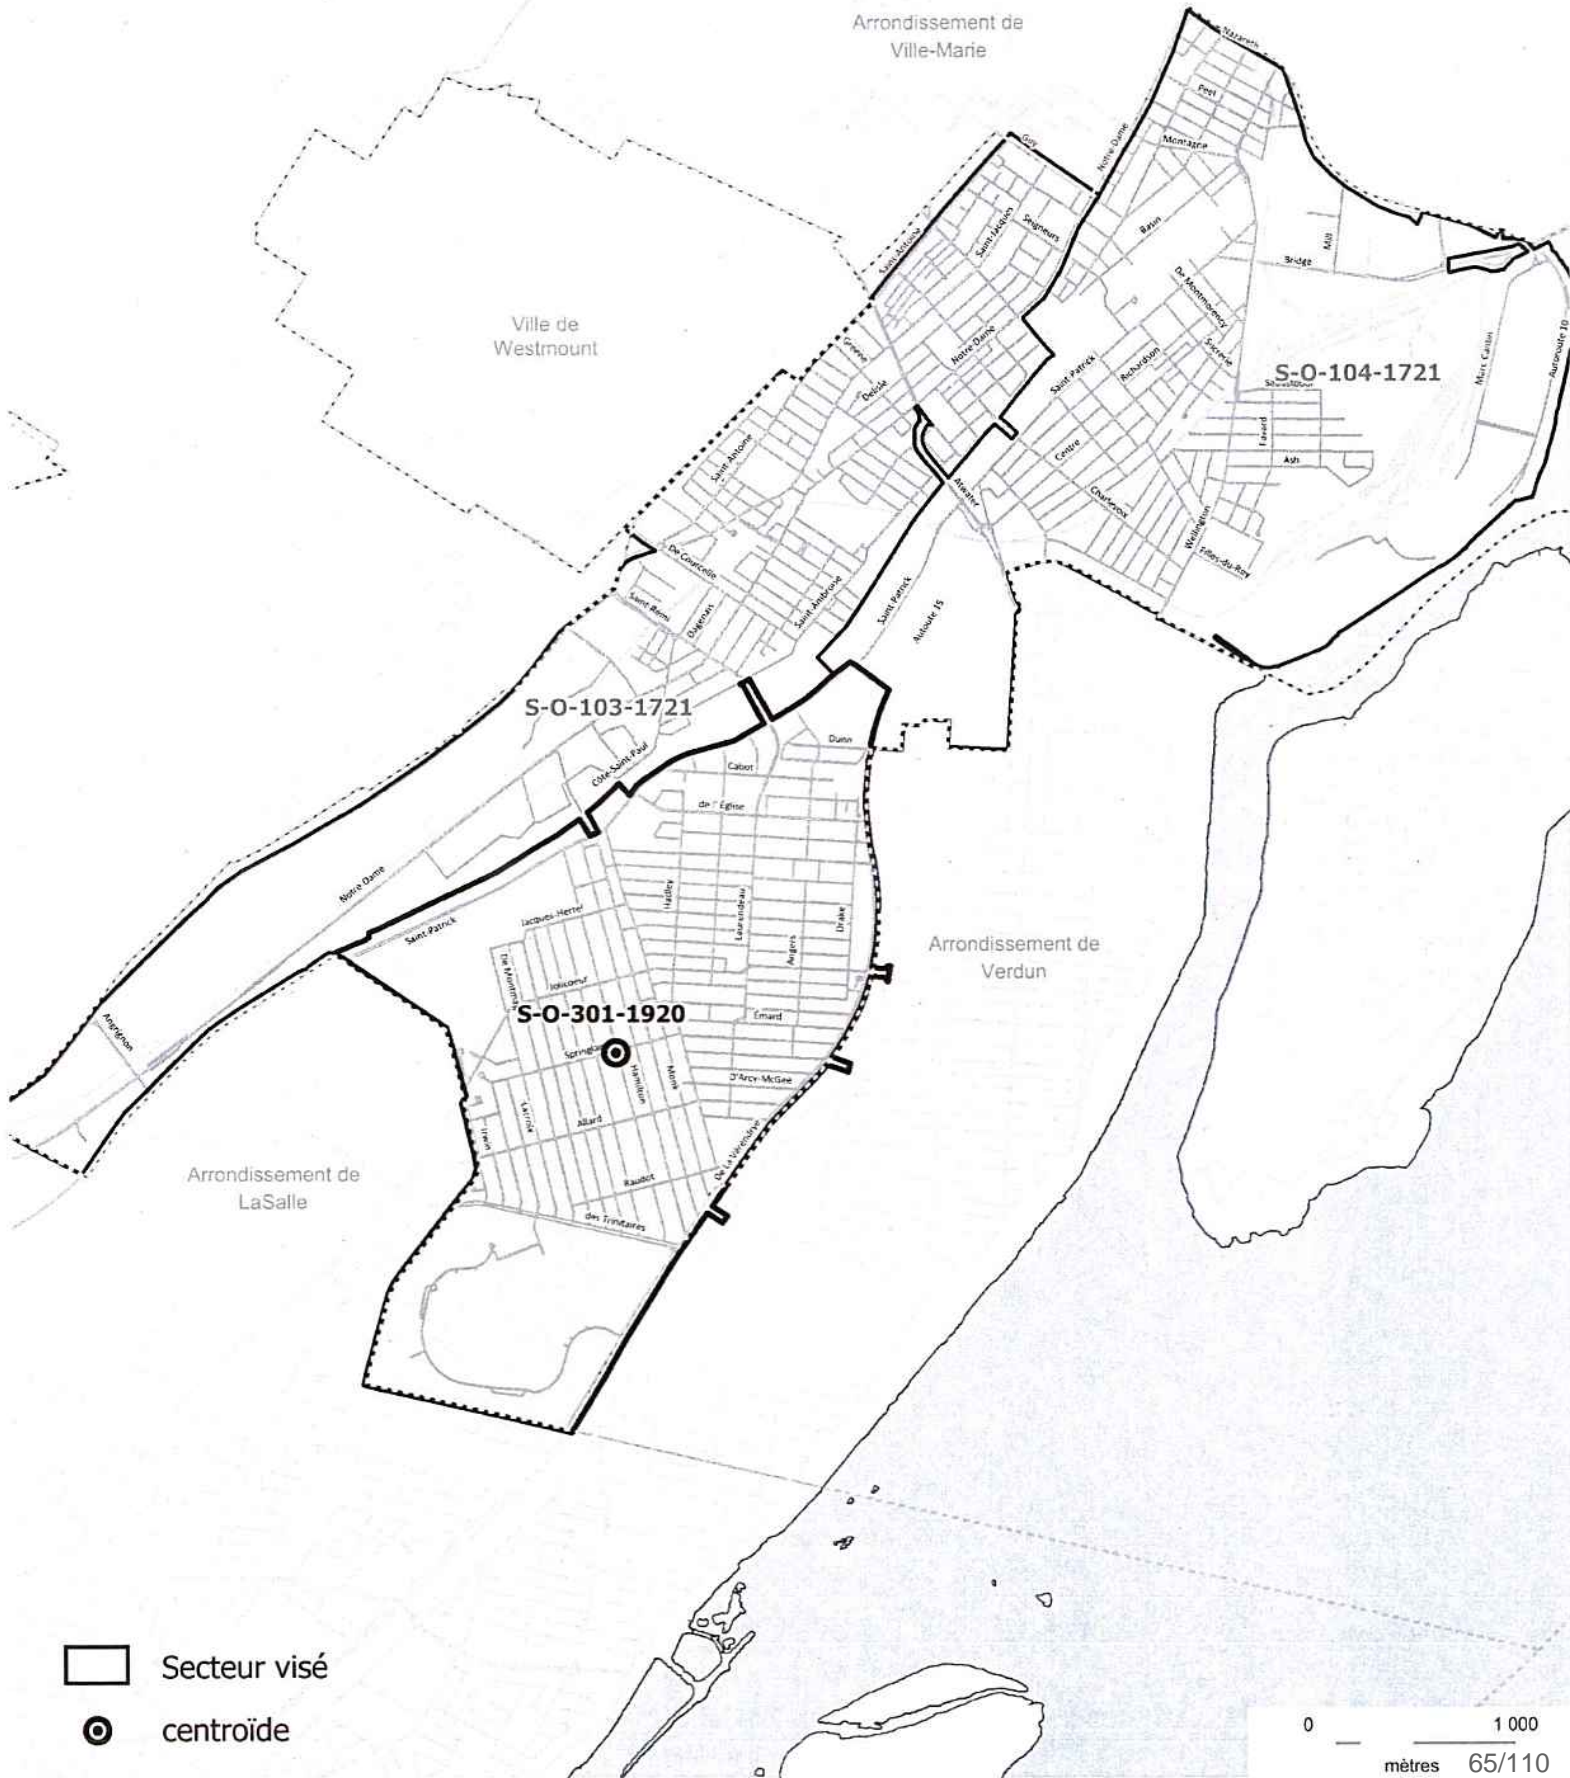 Arrondissement de
Ville-Marie
Nazareth
Peel
Montagne
Notre-Dame
Guy
Saint-Jacques
Seigneurs
Saint-Antoine
Basin
Mill
Bridge
De Montmorency
Ville de
Westmount
Greene
Notre-Dame
Delisle
Saint-Patrick
Richardson
Sucrerie
S-O-104-1721
Marc Cantin
Autoroute 10
Favard
Ash
Saint-Antoine
Centre
Charlevoix
Atwater
Wellington
Filles-du-Roy
De Courcelle
Saint-Ambroise
Saint-Patrick
Autoute 15
Saint Rémi
Dagenais
S-O-103-1721
Côte-Saint-Paul
Dunn
Cabot
de l' Église
Notre Dame
Hadley
Laurendeau
Drake
Angers
Saint-Patrick
Jacques-Hertel
Arrondissement de
Verdun
Jolicoeur
S-O-301-1920
Émard
Angrignon
Hamilton
Monk
D'Arcy-McGee
Lacroix
Allard
Irwin
De La Vérendrye
Raudot
des Trinitaires
Arrondissement de
LaSalle
Secteur visé
centroïde
0 1 000
mètres 65/110